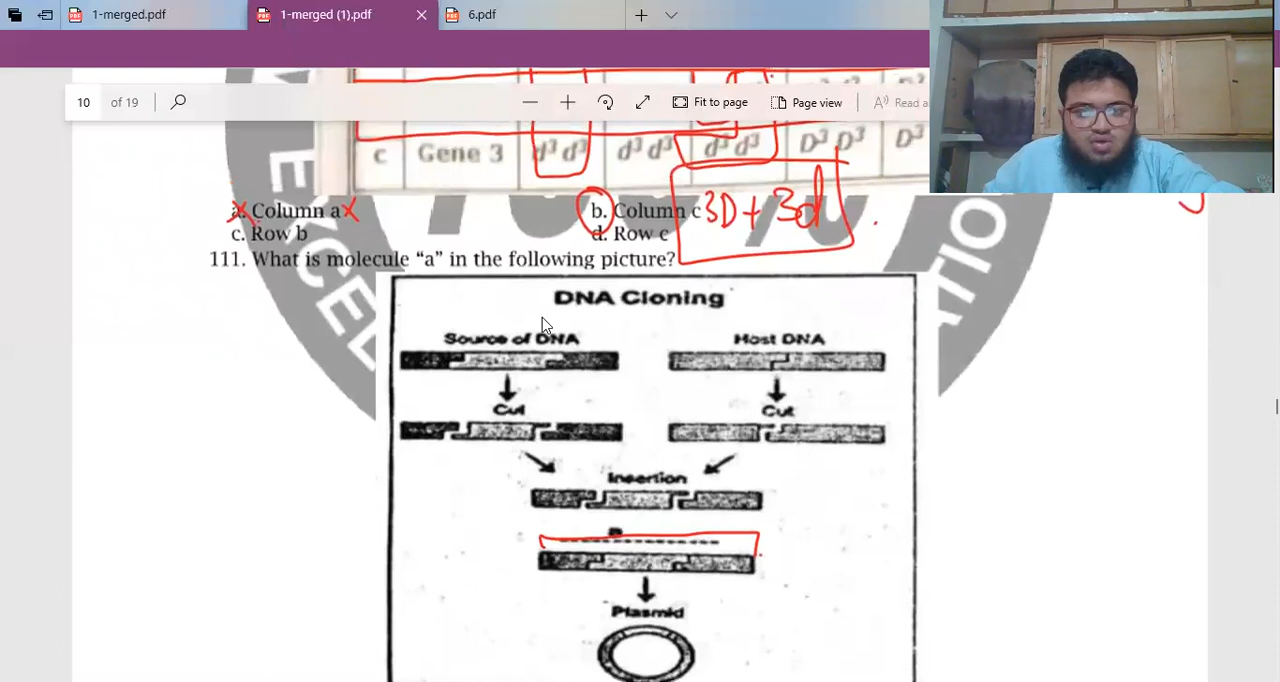 1-merged.pdf
1-merged (1).pdf
6.pdf
10 of 19
Fit to page
Page view
Read a
c Gene 3 d³ d³ d³ d³ d³ d³ D³ D³ D³
a. Column a
b. Column c
3D + 3d
c. Row b
d. Row c
111. What is molecule “a” in the following picture?
DNA Cloning
Source of DNA
Host DNA
Cut
Cut
Insertion
Plasmid